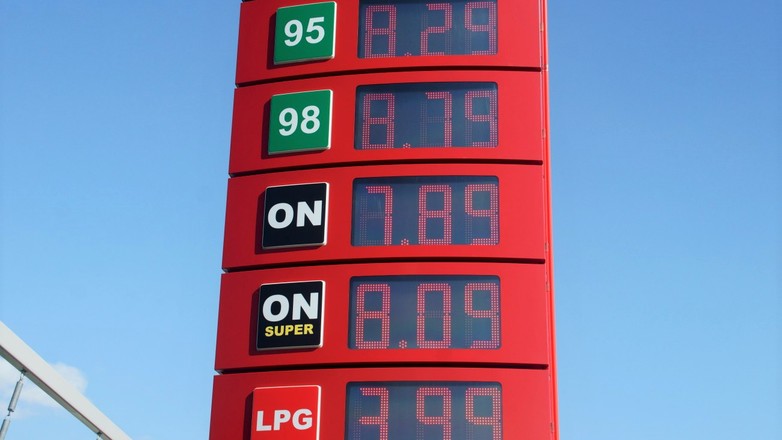 95 8.29
98 8.79
ON 7.89
ON 8.09
SUPER
LPG 3.99